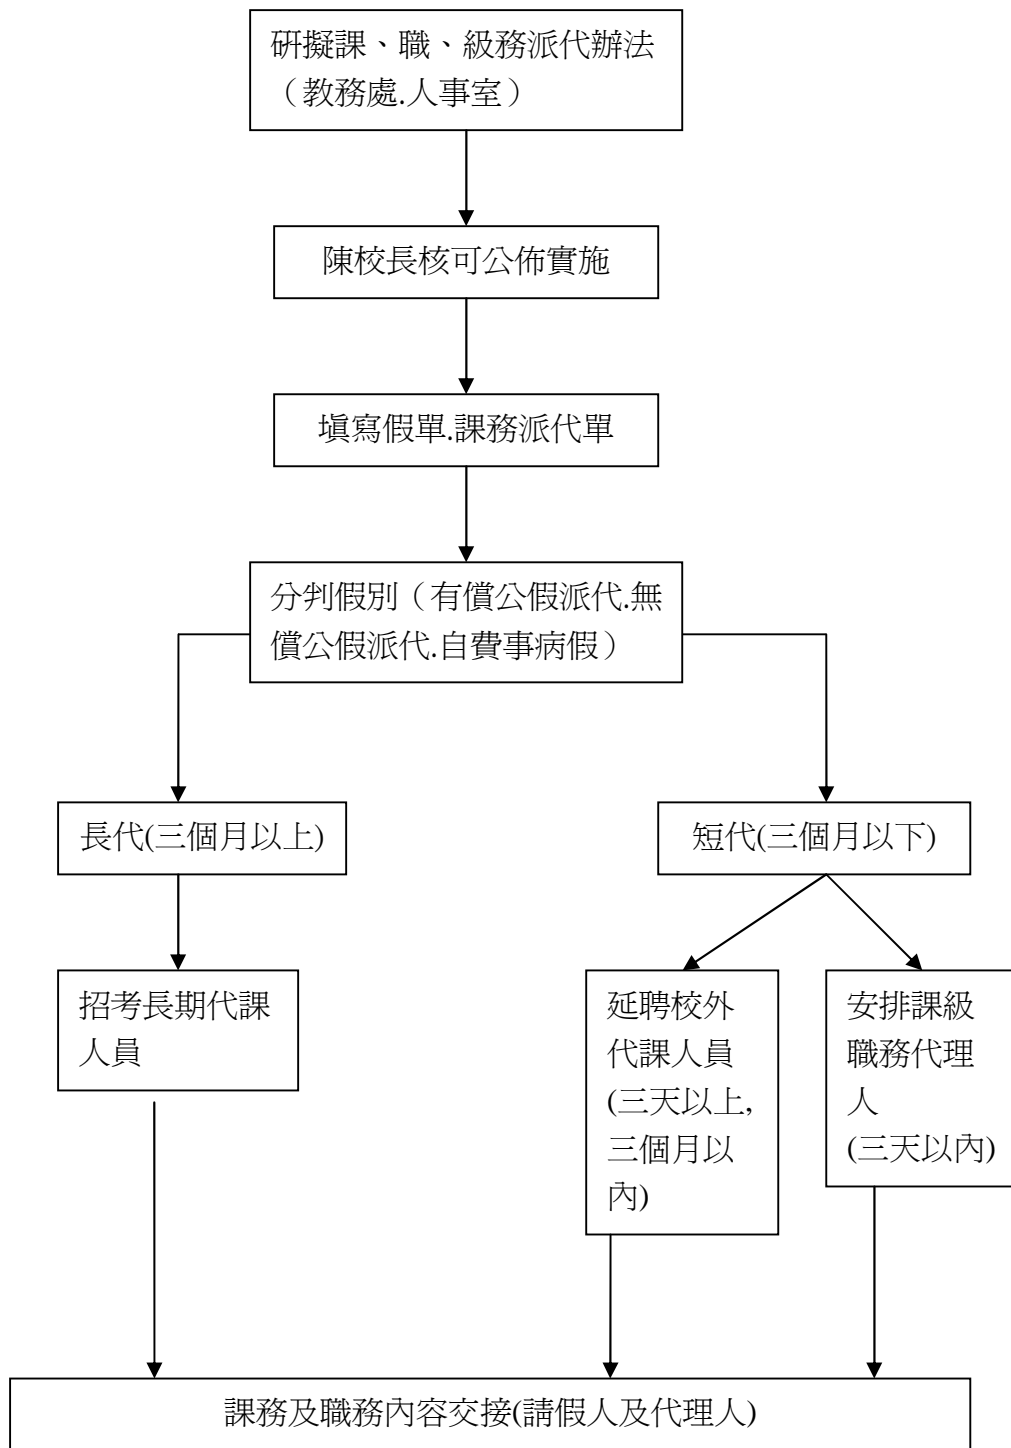 研擬課、職、級務派代辦法
（教務處.人事室）
陳校長核可公佈實施
填寫假單.課務派代單
分判假別（有償公假派代.無
償公假派代.自費事病假）
長代(三個月以上)
短代(三個月以下)
招考長期代課
人員
延聘校外
代課人員
(三天以上,
三個月以
內)
安排課級
職務代理
人
(三天以內)
課務及職務內容交接(請假人及代理人)